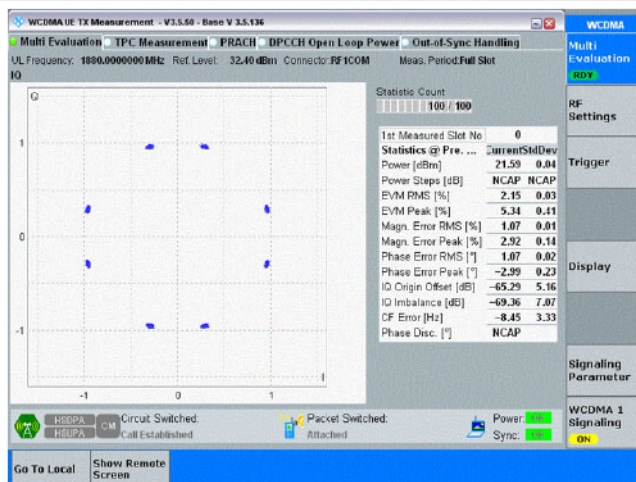 WCDMA UE TX Measurement - V3.5.50 - Base V 3.5.136
WCDMA
Multi Evaluation TPC Measurement PRACH DPCCH Open Loop Power Out-of-Sync Handling
UL Frequency: 1880.0000000 MHz Ref. Level: 32.40 dBm Connector: RF1COM Meas. Period: Full Slot
IQ
Multi
Evaluation
RDY
RF
Settings
Trigger
Display
Signaling
Parameter
WCDMA 1
Signaling
ON
Q
1
0
-1
-1 0 1
I
Statistic Count
100 / 100
1st Measured Slot No 0
Statistics @ Pre. ... CurrentStdDev
Power [dBm] 21.59 0.04
Power Steps [dB] NCAP NCAP
EVM RMS [%] 2.15 0.03
EVM Peak [%] 5.34 0.41
Magn. Error RMS [%] 1.07 0.01
Magn. Error Peak [%] 2.92 0.14
Phase Error RMS [°] 1.07 0.02
Phase Error Peak [°] -2.99 0.23
IQ Origin Offset [dB] -65.29 5.16
IQ Imbalance [dB] -69.36 7.07
CF Error [Hz] -8.45 3.33
Phase Disc. [°] NCAP
HSDPA
HSUPA
CM
Circuit Switched:
Call Established
Packet Switched:
Attached
Power:
Sync:
Go To Local
Show Remote
Screen